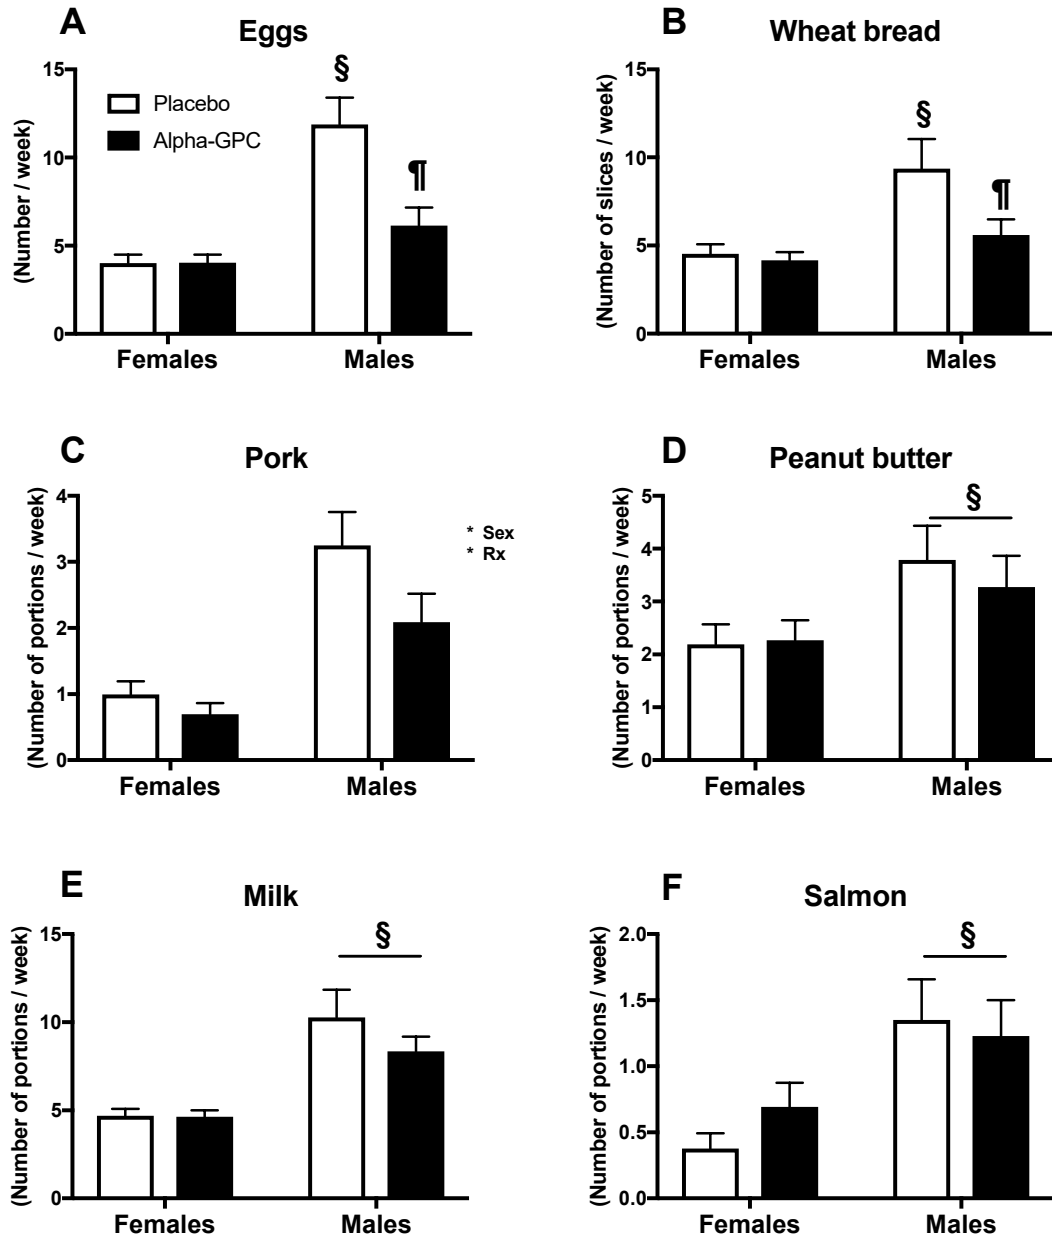 A
Eggs
(Number / week)
15
10
5
0
§
¶
Placebo
Alpha-GPC
Females
Males
B
Wheat bread
(Number of slices / week)
15
10
5
0
§
¶
Females
Males
C
Pork
(Number of portions / week)
4
3
2
1
0
* Sex
* Rx
Females
Males
D
Peanut butter
(Number of portions / week)
5
4
3
2
1
0
§
Females
Males
E
Milk
(Number of portions / week)
15
10
5
0
§
Females
Males
F
Salmon
(Number of portions / week)
2.0
1.5
1.0
0.5
0.0
§
Females
Males